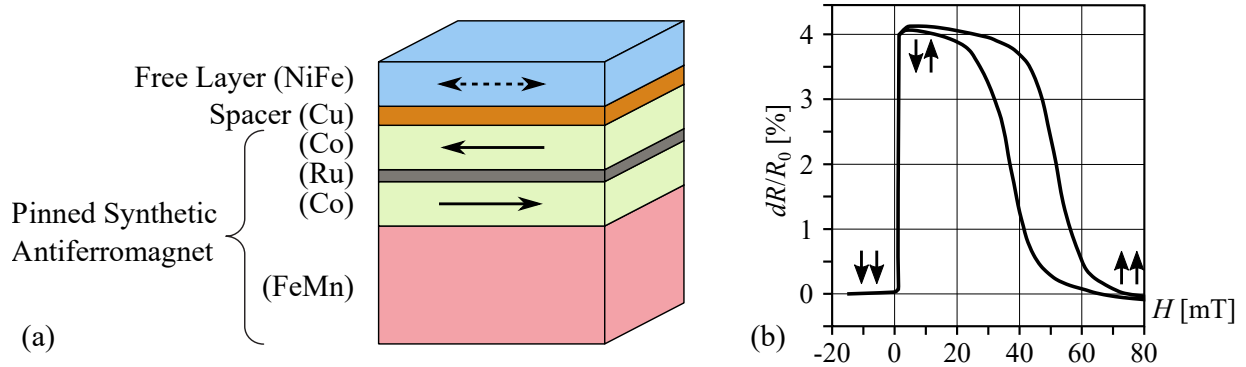 Free Layer (NiFe)
Spacer (Cu)
(Co)
(Ru)
(Co)
Pinned Synthetic
Antiferromagnet
(FeMn)
(a)
dR/R₀ [%]
4
3
2
1
0
-20
0
20
40
60
80
H [mT]
(b)